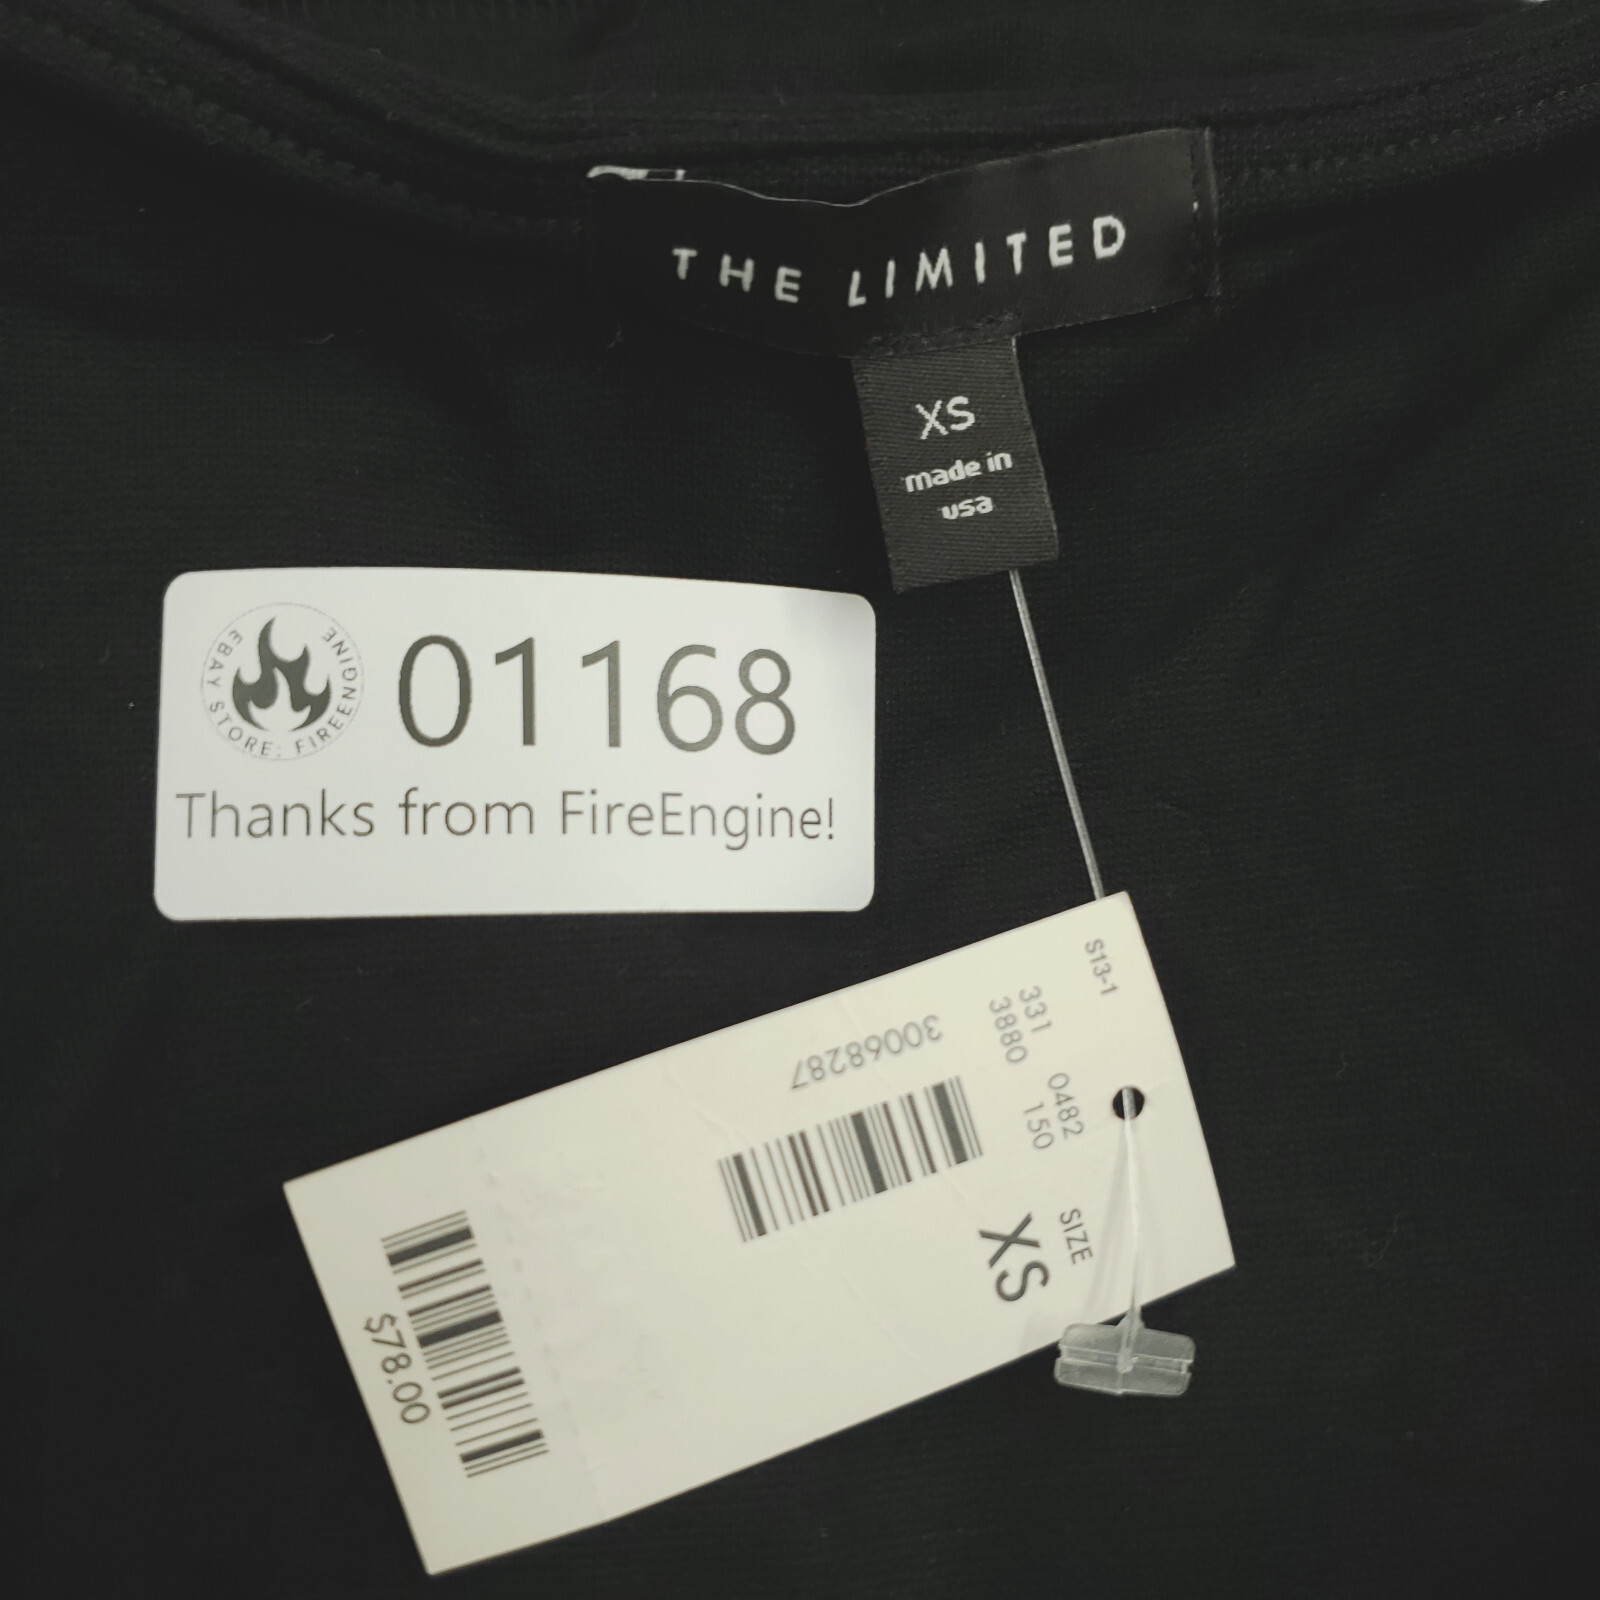 THE LIMITED
XS
made in
usa
EBAY STORE: FIREENGINE
01168
Thanks from FireEngine!
S13-1
331 0482
3880 150
30068287
SIZE
XS
$78.00